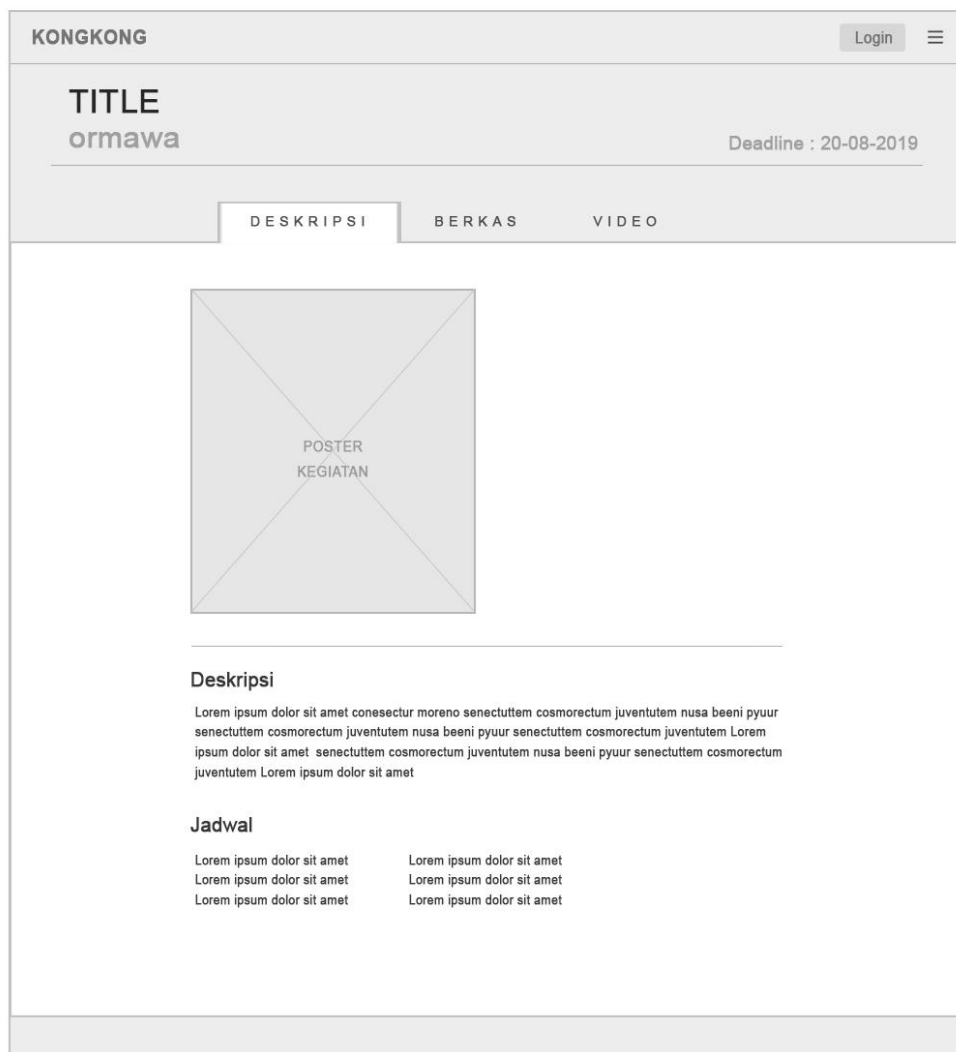 KONGKONG
Login
TITLE
ormawa
Deadline : 20-08-2019
DESKRIPSI
BERKAS
VIDEO
POSTER
KEGIATAN
Deskripsi
Lorem ipsum dolor sit amet conesectur moreno senectuttem cosmorectum juventutem nusa beeni pyuur
senectuttem cosmorectum juventutem nusa beeni pyuur senectuttem cosmorectum juventutem Lorem
ipsum dolor sit amet  senectuttem cosmorectum juventutem nusa beeni pyuur senectuttem cosmorectum
juventutem Lorem ipsum dolor sit amet
Jadwal
Lorem ipsum dolor sit amet
Lorem ipsum dolor sit amet
Lorem ipsum dolor sit amet
Lorem ipsum dolor sit amet
Lorem ipsum dolor sit amet
Lorem ipsum dolor sit amet